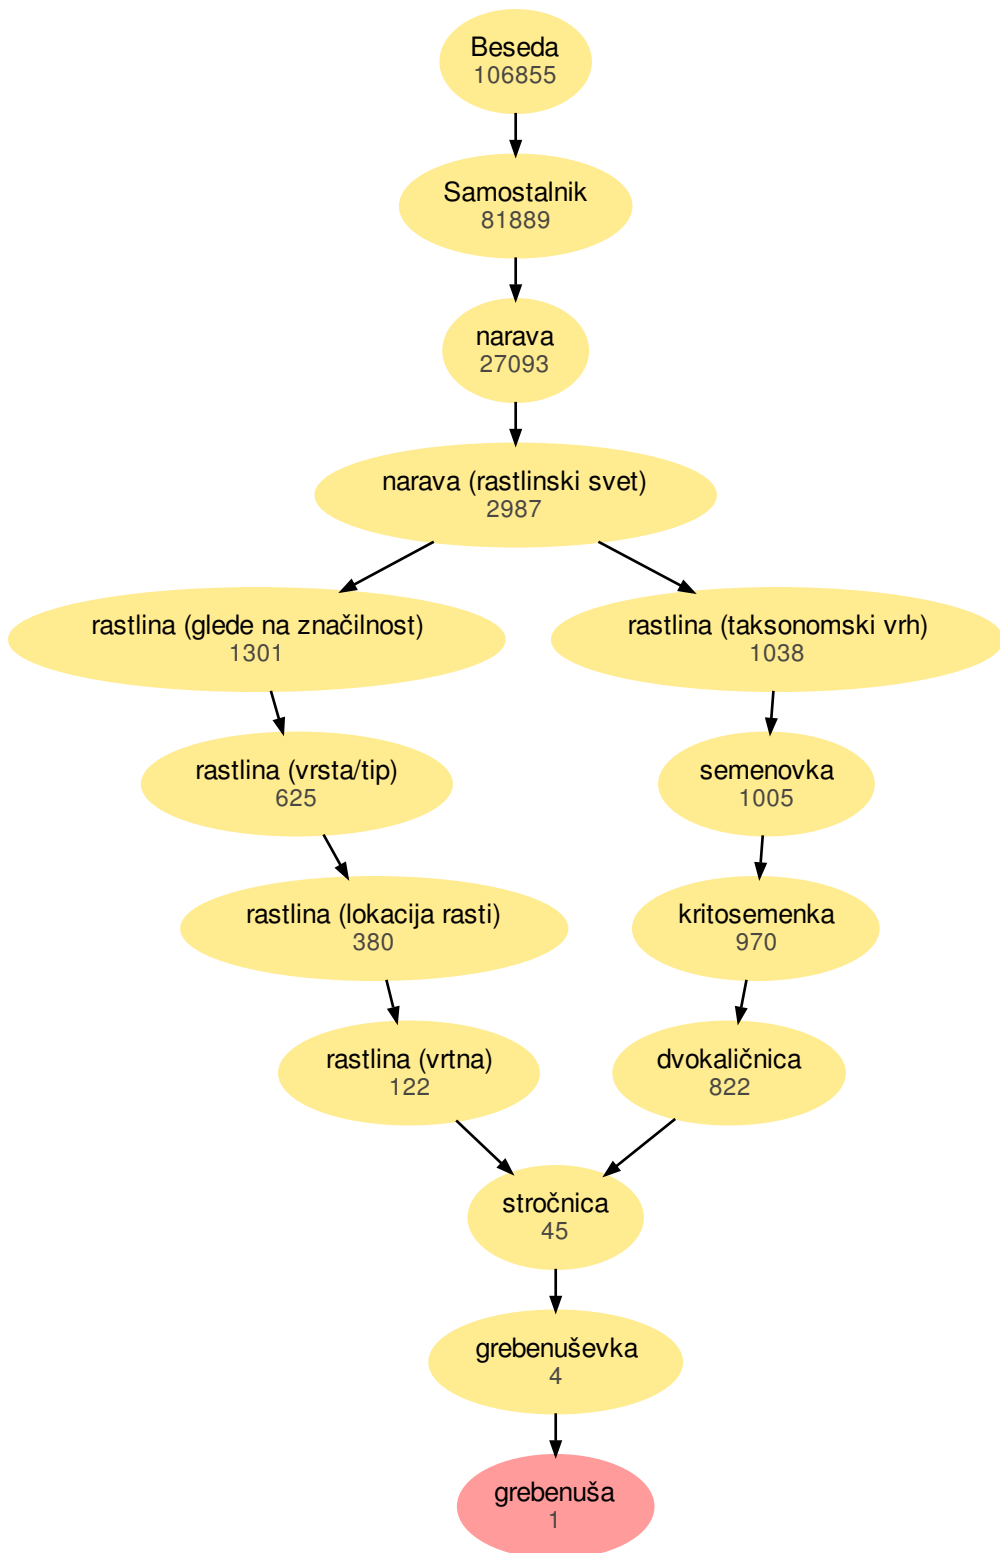 Beseda
106855
Samostalnik
81889
narava
27093
narava (rastlinski svet)
2987
rastlina (glede na značilnost)
1301
rastlina (taksonomski vrh)
1038
rastlina (vrsta/tip)
625
semenovka
1005
rastlina (lokacija rasti)
380
kritosemenka
970
rastlina (vrtna)
122
dvokaličnica
822
stročnica
45
grebenuševka
4
grebenuša
1